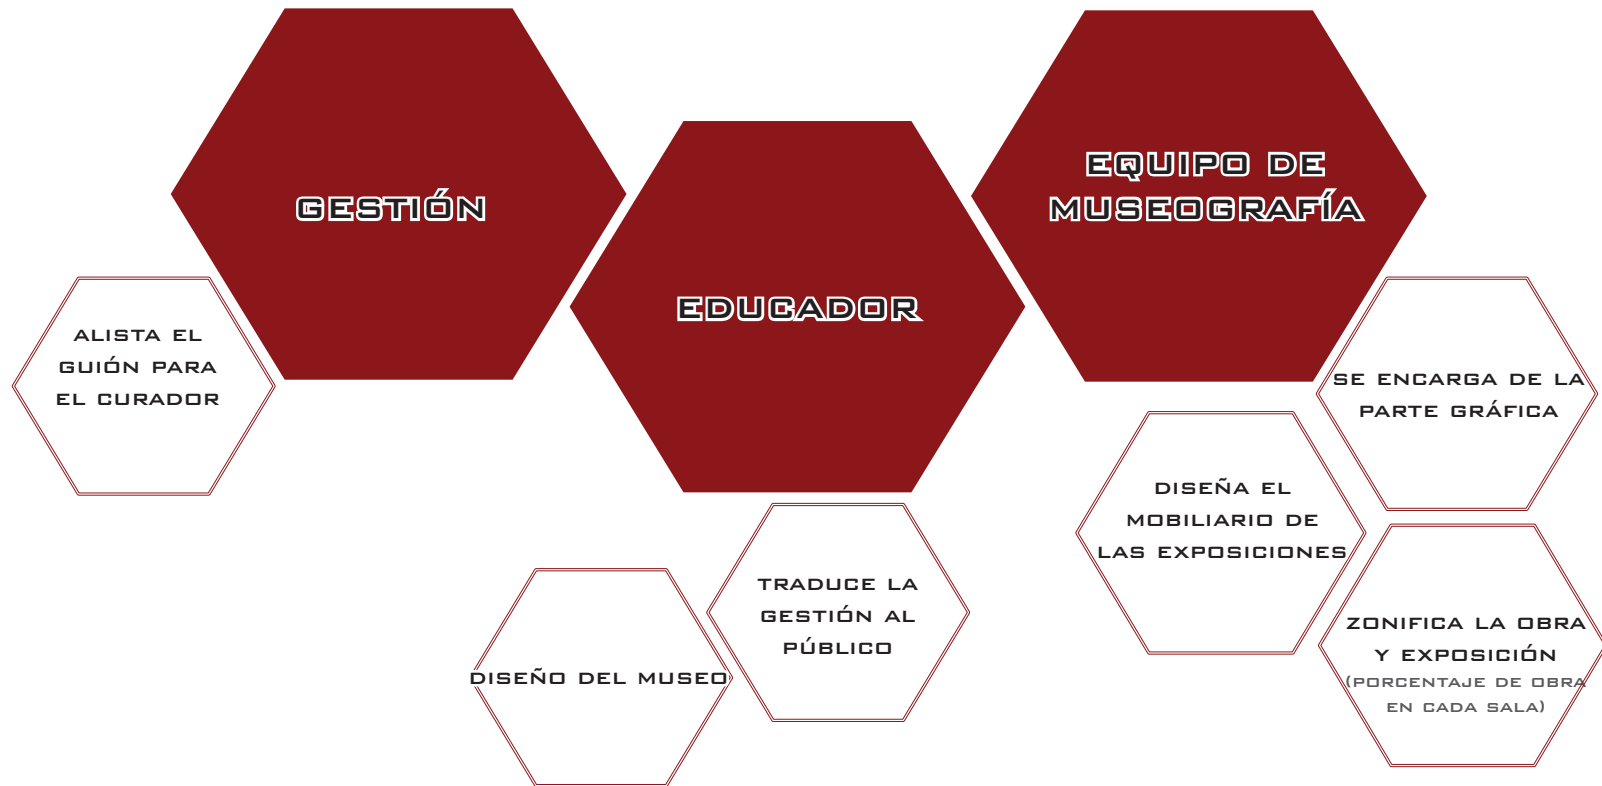 GESTIÓN
EDUCADOR
EQUIPO DE
MUSEOGRAFÍA
ALISTA EL
GUIÓN PARA
EL CURADOR
DISEÑO DEL MUSEO
TRADUCE LA
GESTIÓN AL
PÚBLICO
DISEÑA EL
MOBILIARIO DE
LAS EXPOSICIONES
SE ENCARGA DE LA
PARTE GRÁFICA
ZONIFICA LA OBRA
Y EXPOSICIÓN
(PORCENTAJE DE OBRA
EN CADA SALA)